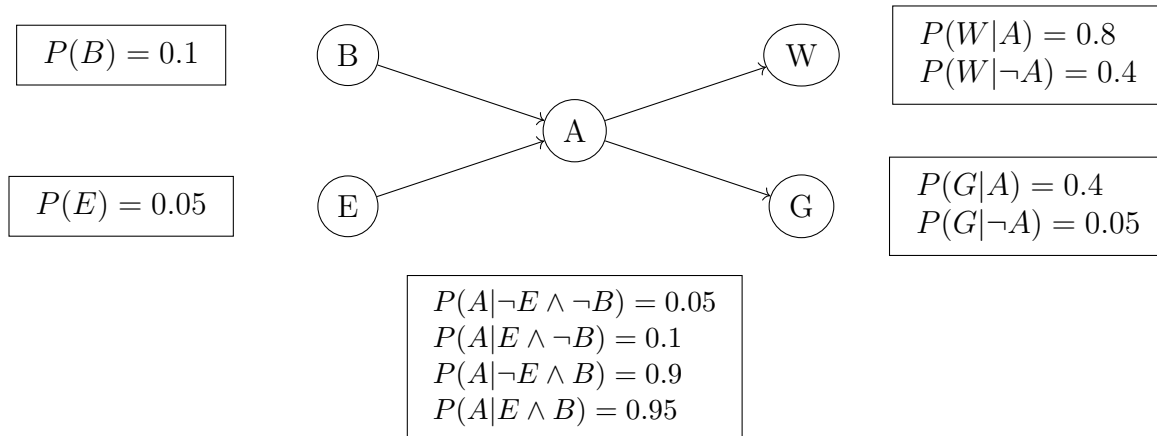 P(B) = 0.1
B
W
P(W|A) = 0.8
P(W|¬A) = 0.4
A
P(E) = 0.05
E
G
P(G|A) = 0.4
P(G|¬A) = 0.05
P(A|¬E ∧ ¬B) = 0.05
P(A|E ∧ ¬B) = 0.1
P(A|¬E ∧ B) = 0.9
P(A|E ∧ B) = 0.95